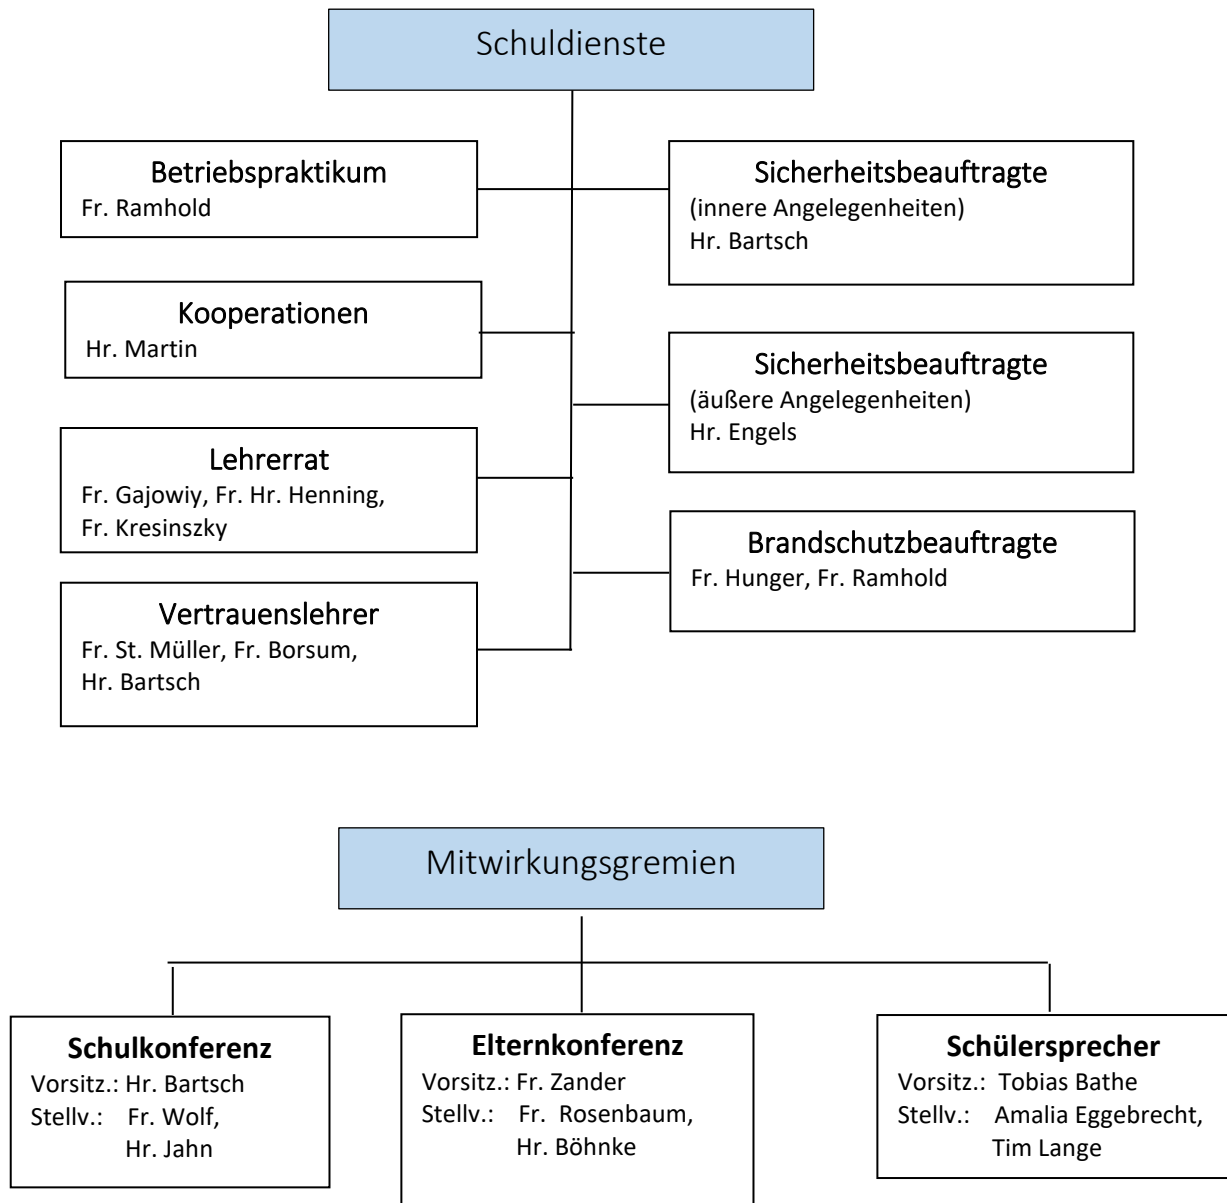 Schuldienste
Betriebspraktikum
Fr. Ramhold
Kooperationen
Hr. Martin
Lehrerrat
Fr. Gajowiy, Fr. Hr. Henning,
Fr. Kresinszky
Vertrauenslehrer
Fr. St. Müller, Fr. Borsum,
Hr. Bartsch
Sicherheitsbeauftragte
(innere Angelegenheiten)
Hr. Bartsch
Sicherheitsbeauftragte
(äußere Angelegenheiten)
Hr. Engels
Brandschutzbeauftragte
Fr. Hunger, Fr. Ramhold
Mitwirkungsgremien
Schulkonferenz
Vorsitz.: Hr. Bartsch
Stellv.: Fr. Wolf,
Hr. Jahn
Elternkonferenz
Vorsitz.: Fr. Zander
Stellv.: Fr. Rosenbaum,
Hr. Böhnke
Schülersprecher
Vorsitz.: Tobias Bathe
Stellv.: Amalia Eggebrecht,
Tim Lange